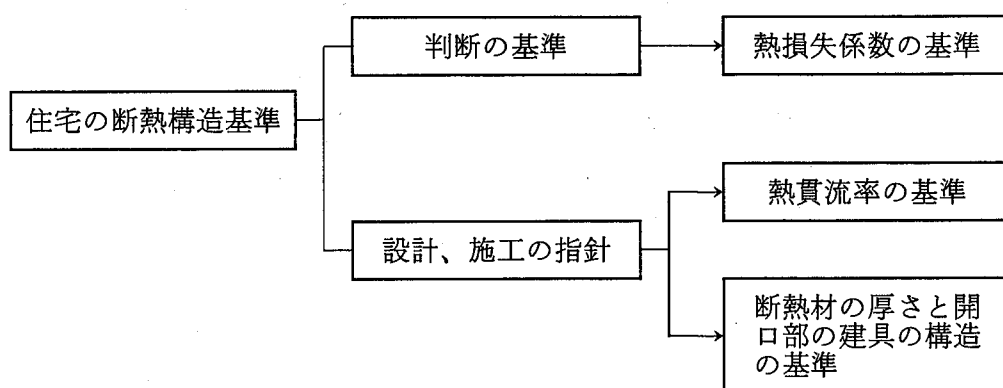 住宅の断熱構造基準
判断の基準
熱損失係数の基準
設計、施工の指針
熱貫流率の基準
断熱材の厚さと開
口部の建具の構造
の基準